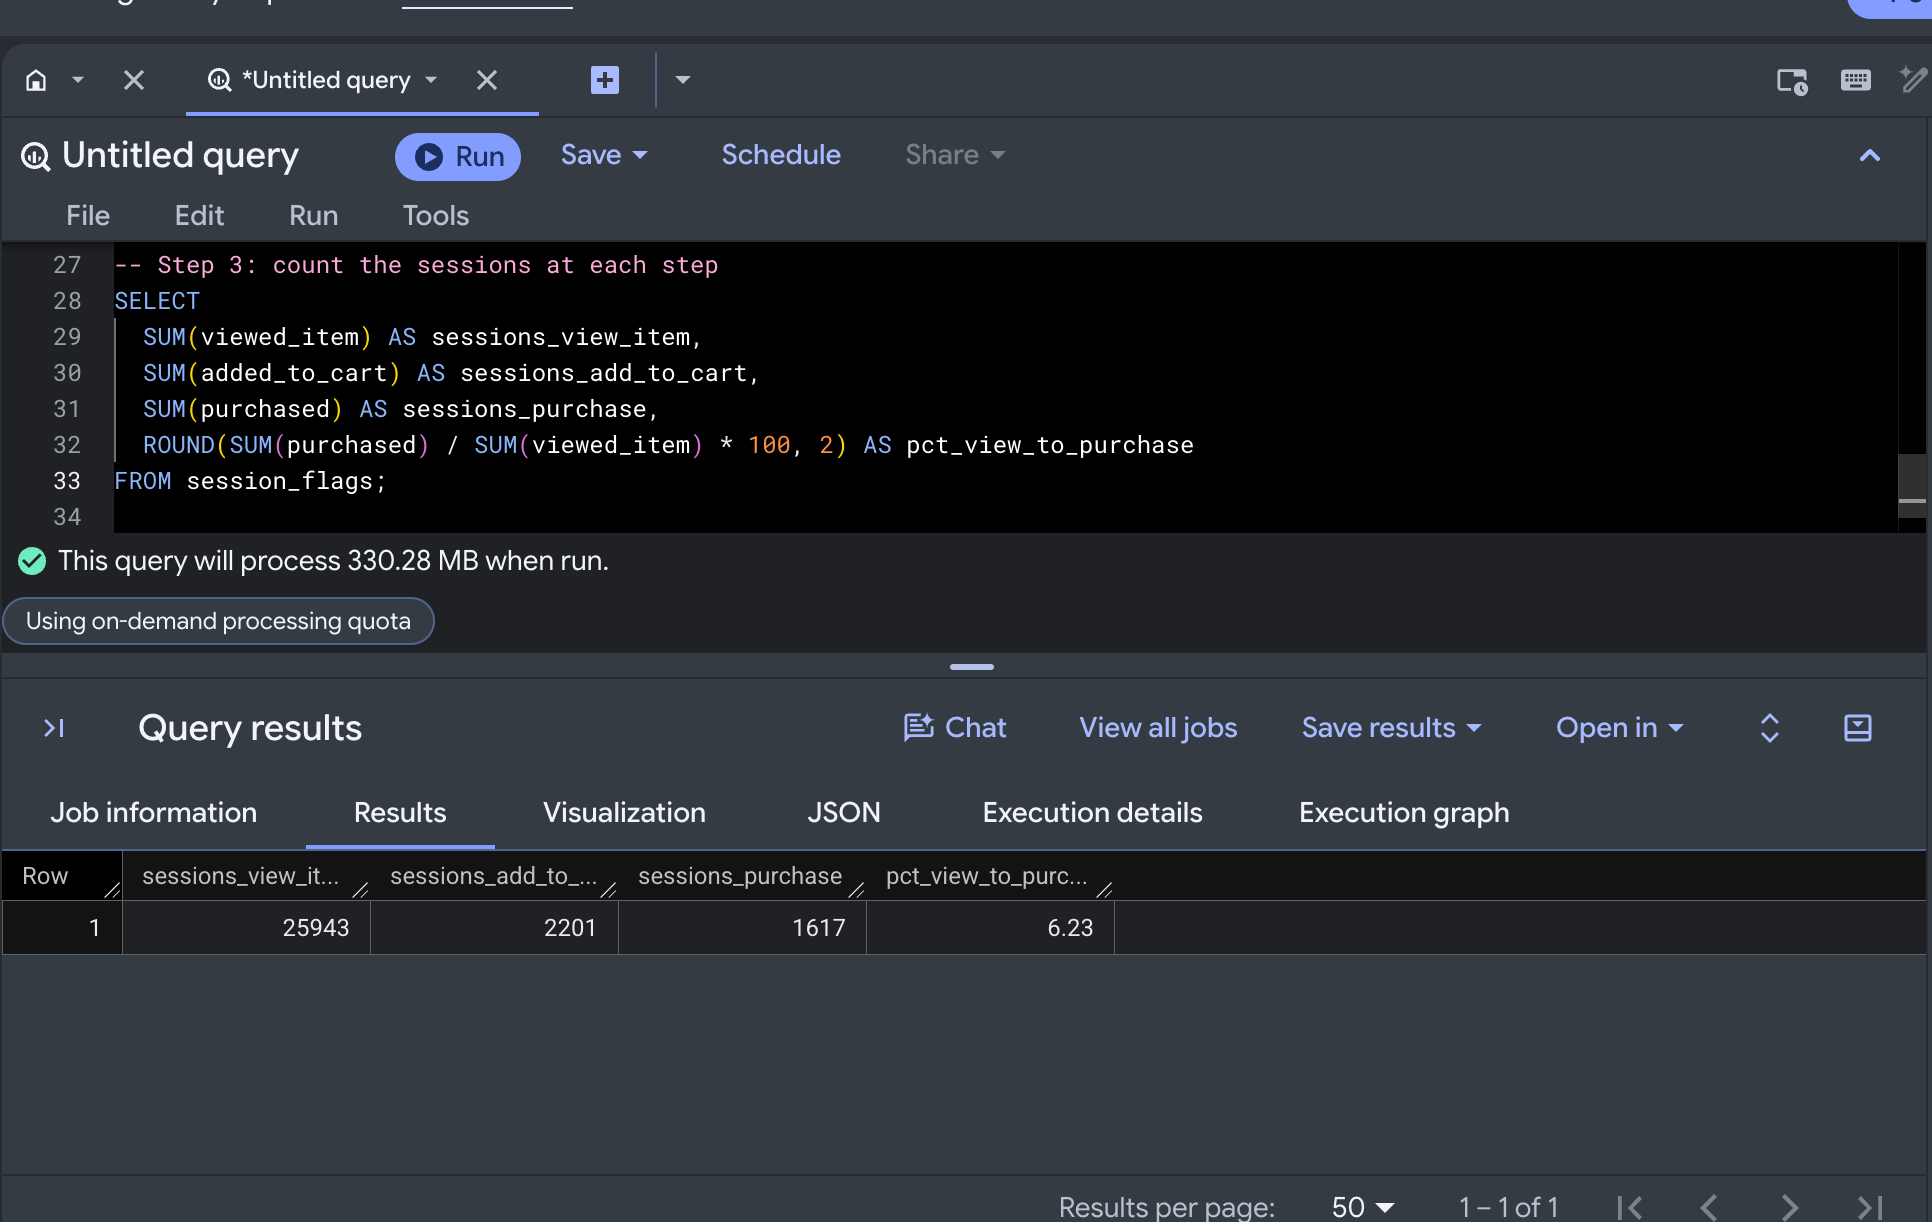 *Untitled query
Untitled query
Run
Save
Schedule
Share
File
Edit
Run
Tools
27 -- Step 3: count the sessions at each step
28 SELECT
29 SUM(viewed_item) AS sessions_view_item,
30 SUM(added_to_cart) AS sessions_add_to_cart,
31 SUM(purchased) AS sessions_purchase,
32 ROUND(SUM(purchased) / SUM(viewed_item) * 100, 2) AS pct_view_to_purchase
33 FROM session_flags;
34
This query will process 330.28 MB when run.
Using on-demand processing quota
Query results
Chat
View all jobs
Save results
Open in
Job information
Results
Visualization
JSON
Execution details
Execution graph
Row sessions_view_it... sessions_add_to_... sessions_purchase pct_view_to_purc...
1 25943 2201 1617 6.23
Results per page: 50 1 – 1 of 1